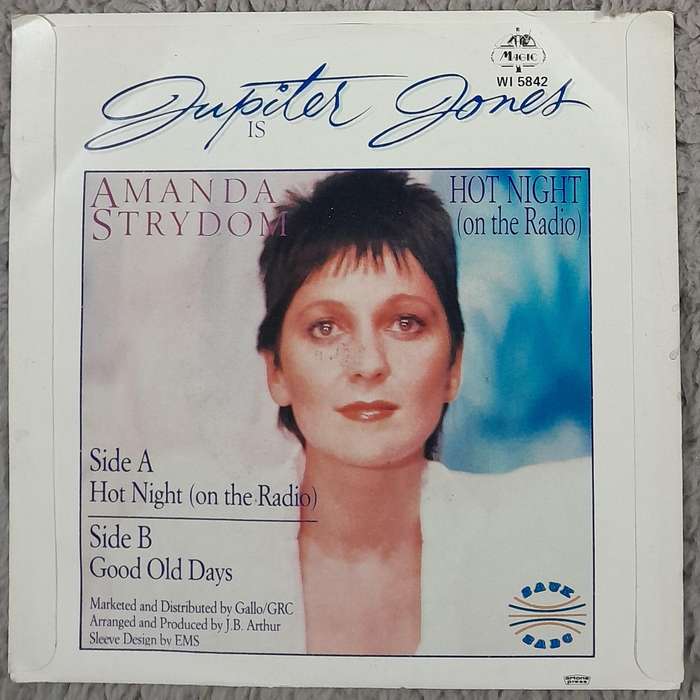 MAGIC
WI 5842
Jupiter Jones
IS
AMANDA
STRYDOM
HOT NIGHT
(on the Radio)
Side A
Hot Night (on the Radio)
Side B
Good Old Days
Marketed and Distributed by Gallo/GRC
Arranged and Produced by J.B. Arthur
Sleeve Design by EMS
SAUK
SABC
artone
press